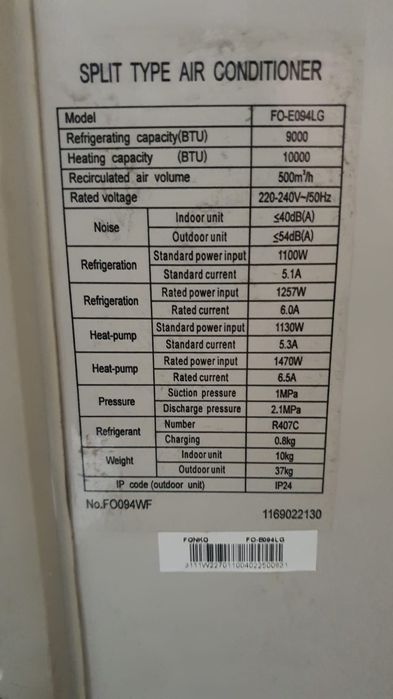 SPLIT TYPE AIR CONDITIONER
Model FO-E094LG
Refrigerating capacity(BTU) 9000
Heating capacity (BTU) 10000
Recirculated air volume 500m³/h
Rated voltage 220-240V~/50Hz
Noise Indoor unit ≤40dB(A)
Outdoor unit ≤54dB(A)
Refrigeration Standard power input 1100W
Standard current 5.1A
Refrigeration Rated power input 1257W
Rated current 6.0A
Heat-pump Standard power input 1130W
Standard current 5.3A
Heat-pump Rated power input 1470W
Rated current 6.5A
Pressure Suction pressure 1MPa
Discharge pressure 2.1MPa
Refrigerant Number R407C
Charging 0.8kg
Weight Indoor unit 10kg
Outdoor unit 37kg
IP code (outdoor unit) IP24
No.FO094WF
1169022130
FONKO FO-E094LG